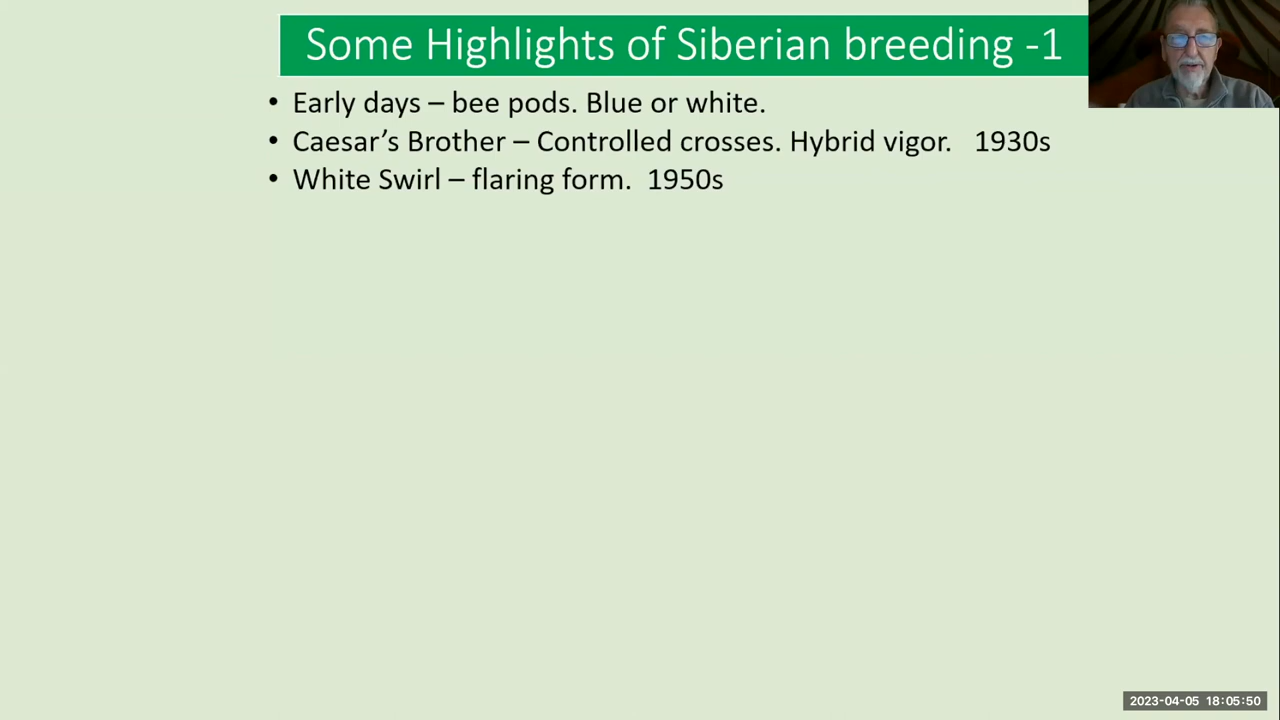 Some Highlights of Siberian breeding -1
• Early days – bee pods. Blue or white.
• Caesar’s Brother – Controlled crosses. Hybrid vigor. 1930s
• White Swirl – flaring form. 1950s
2023-04-05 18:05:50